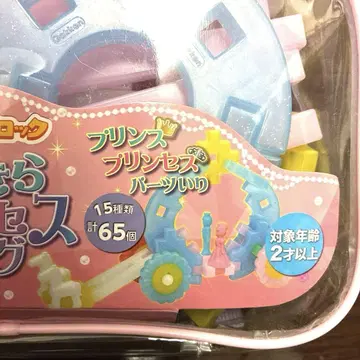 Gakken
ロック
プリンス
プリンセス
パーツいり
きら
セス
グ
15種類
計65個
対象年齢
2才以上